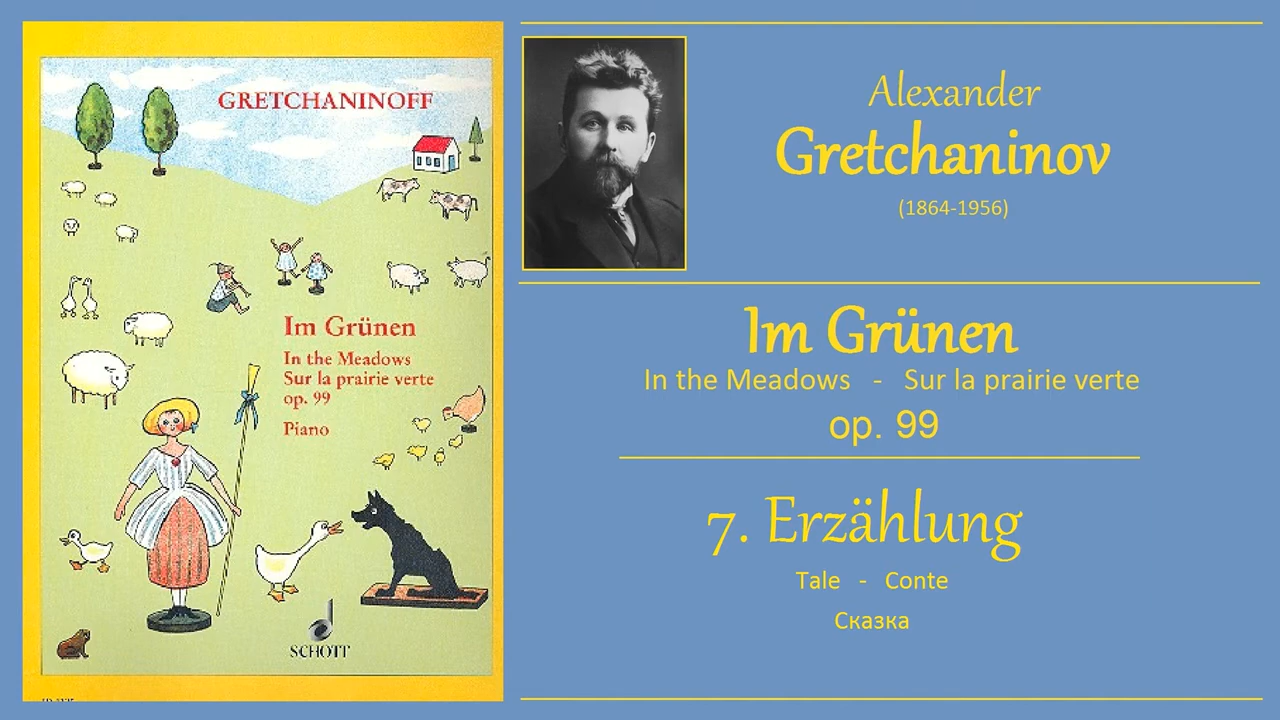 GRETCHANINOFF
Im Grünen
In the Meadows
Sur la prairie verte
op. 99
Piano
SCHOTT
Alexander
Gretchaninov
(1864-1956)
Im Grünen
In the Meadows - Sur la prairie verte
op. 99
7. Erzählung
Tale - Conte
Сказка